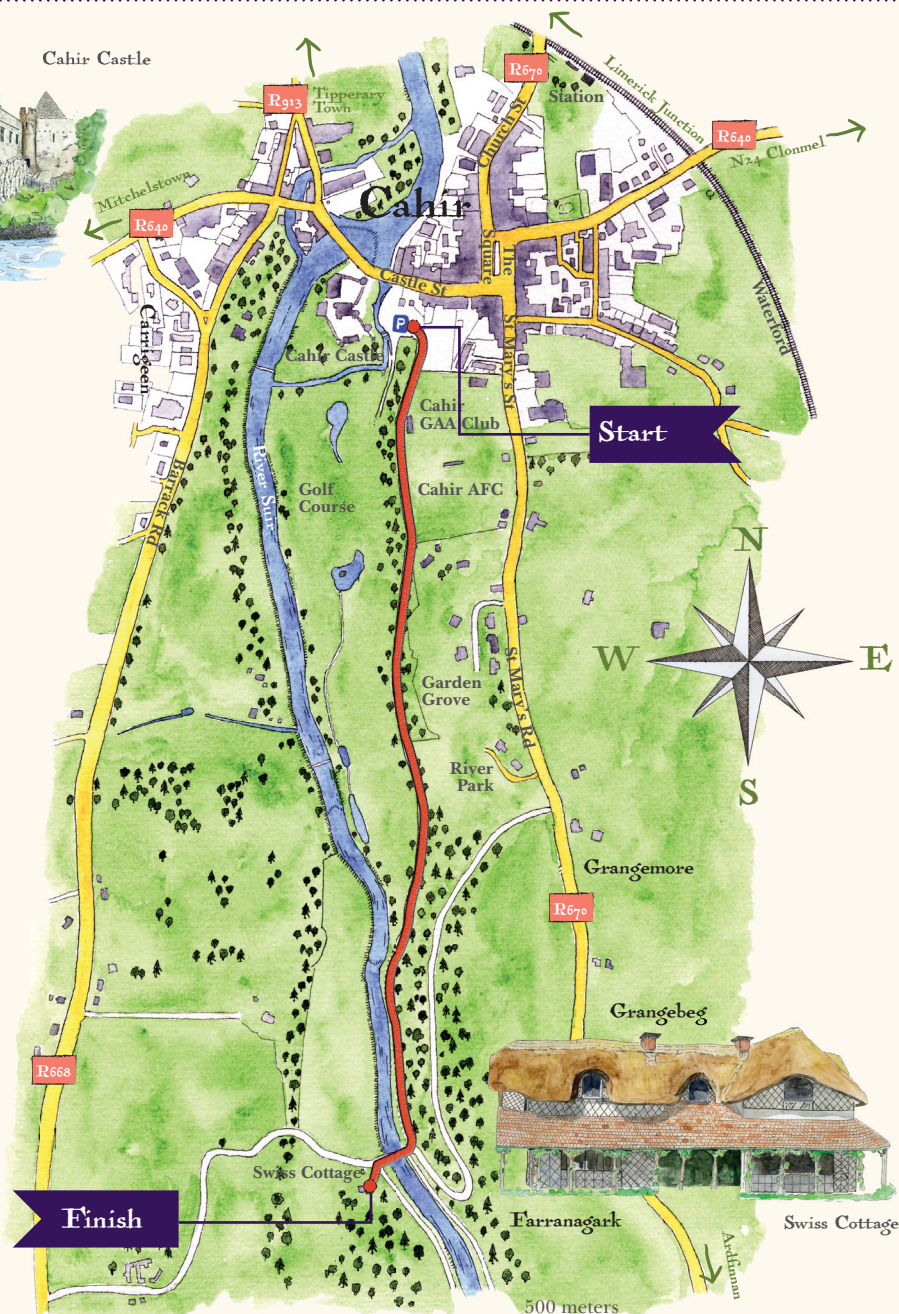 Cahir Castle
R670
Limerick Junction
Station
R913
Tipperary
Town
Church St
R640
N24 Clonmel
Mitchelstown
R640
Cahir
The
Square
Castle St
Carrigeen
P
Cahir Castle
St Mary's St
Waterford
Cahir
GAA Club
Start
Barrack Rd
River Suir
Golf
Course
Cahir AFC
N
W
E
S
Garden
Grove
St Mary's Rd
River
Park
Grangemore
R670
Grangebeg
R668
Swiss Cottage
Finish
Farranagark
Swiss Cottage
Ardfinnan
500 meters